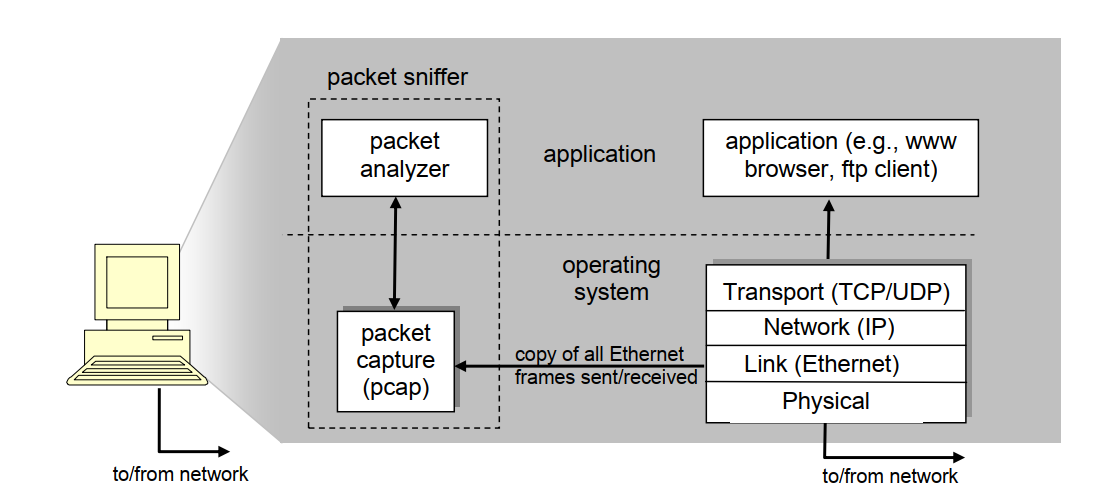 packet sniffer
packet
analyzer
application
application (e.g., www
browser, ftp client)
operating
system
packet
capture
(pcap)
copy of all Ethernet
frames sent/received
Transport (TCP/UDP)
Network (IP)
Link (Ethernet)
Physical
to/from network
to/from network